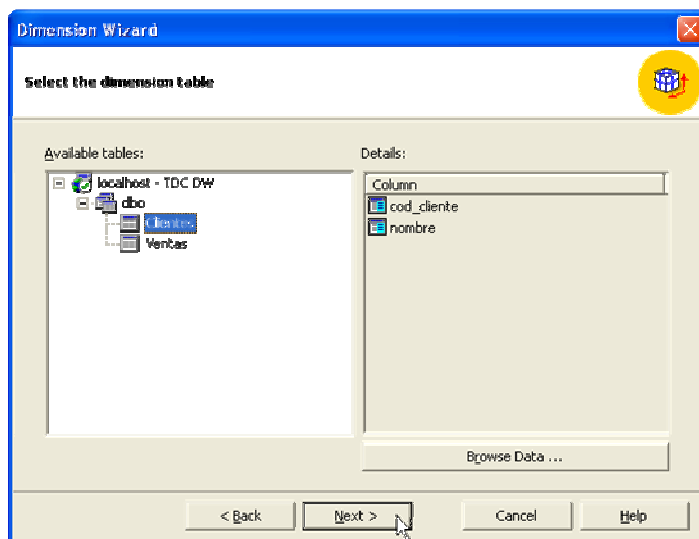 Dimension Wizard
Select the dimension table
Available tables:
Details:
localhost - TDC DW
dbo
Clientes
Ventas
Column
cod_cliente
nombre
Browse Data ...
< Back
Next >
Cancel
Help